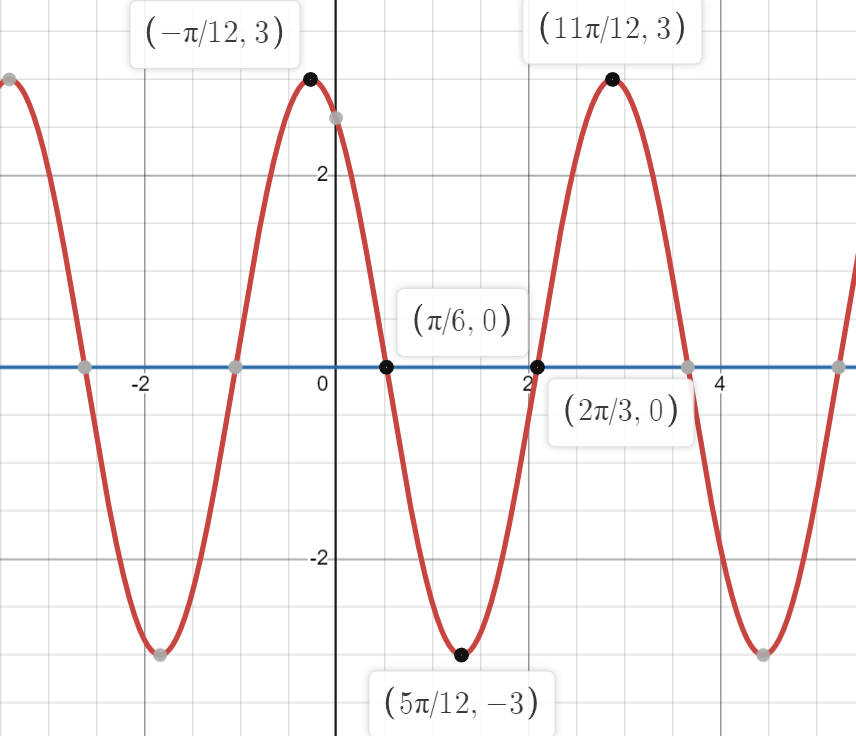 (−π/12, 3)
(11π/12, 3)
2
(π/6, 0)
-2
0
2
4
(2π/3, 0)
-2
(5π/12, −3)